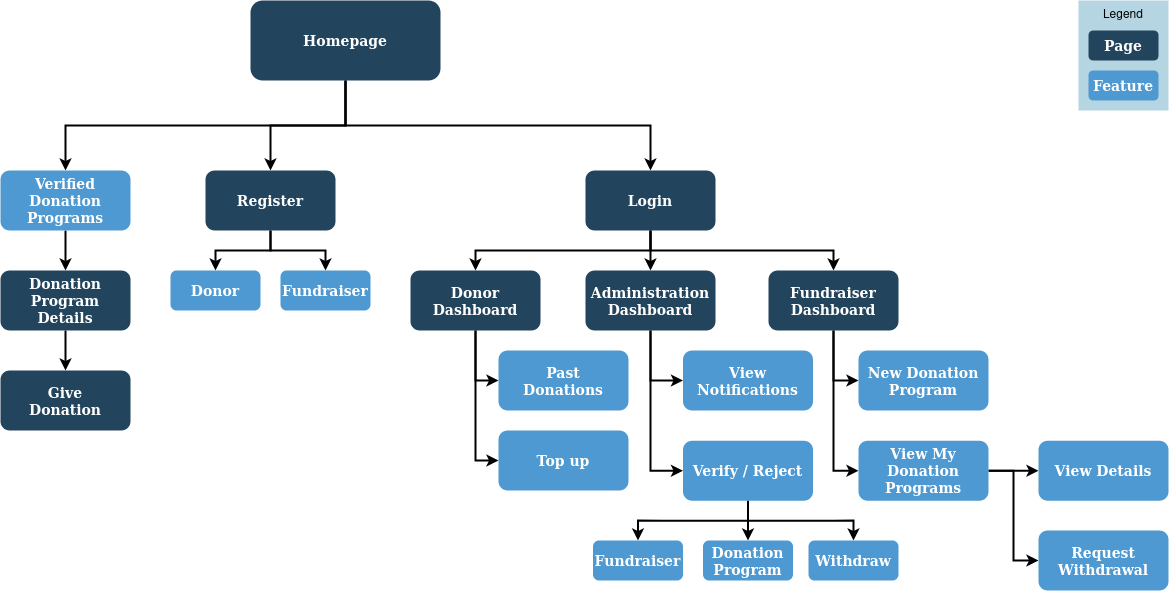 Homepage
Legend
Page
Feature
Verified
Donation
Programs
Register
Login
Donation
Program
Details
Donor
Fundraiser
Donor
Dashboard
Administration
Dashboard
Fundraiser
Dashboard
Give
Donation
Past
Donations
View
Notifications
New Donation
Program
Top up
Verify / Reject
View My
Donation
Programs
View Details
Fundraiser
Donation
Program
Withdraw
Request
Withdrawal